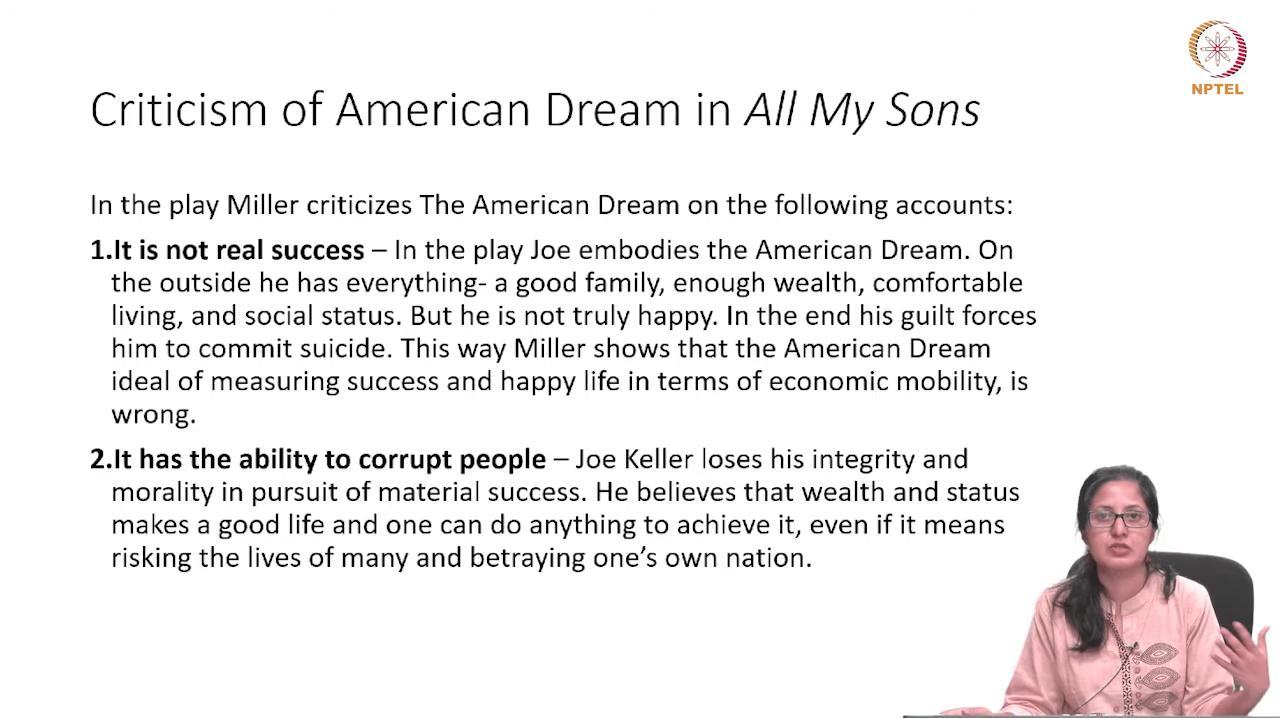 NPTEL
Criticism of American Dream in All My Sons
In the play Miller criticizes The American Dream on the following accounts:
1.It is not real success – In the play Joe embodies the American Dream. On
the outside he has everything- a good family, enough wealth, comfortable
living, and social status. But he is not truly happy. In the end his guilt forces
him to commit suicide. This way Miller shows that the American Dream
ideal of measuring success and happy life in terms of economic mobility, is
wrong.
2.It has the ability to corrupt people – Joe Keller loses his integrity and
morality in pursuit of material success. He believes that wealth and status
makes a good life and one can do anything to achieve it, even if it means
risking the lives of many and betraying one’s own nation.